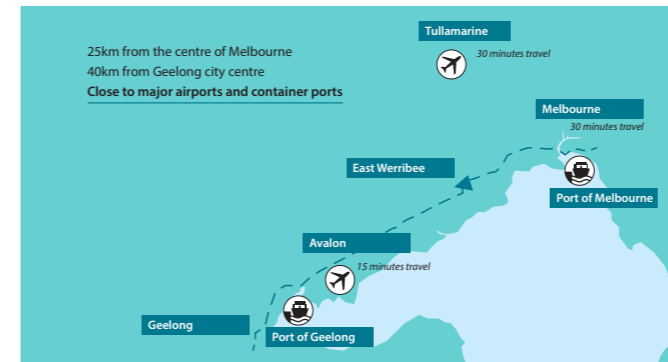 25km from the centre of Melbourne
40km from Geelong city centre
Close to major airports and container ports
Tullamarine
30 minutes travel
Melbourne
30 minutes travel
East Werribee
Port of Melbourne
Avalon
15 minutes travel
Geelong
Port of Geelong